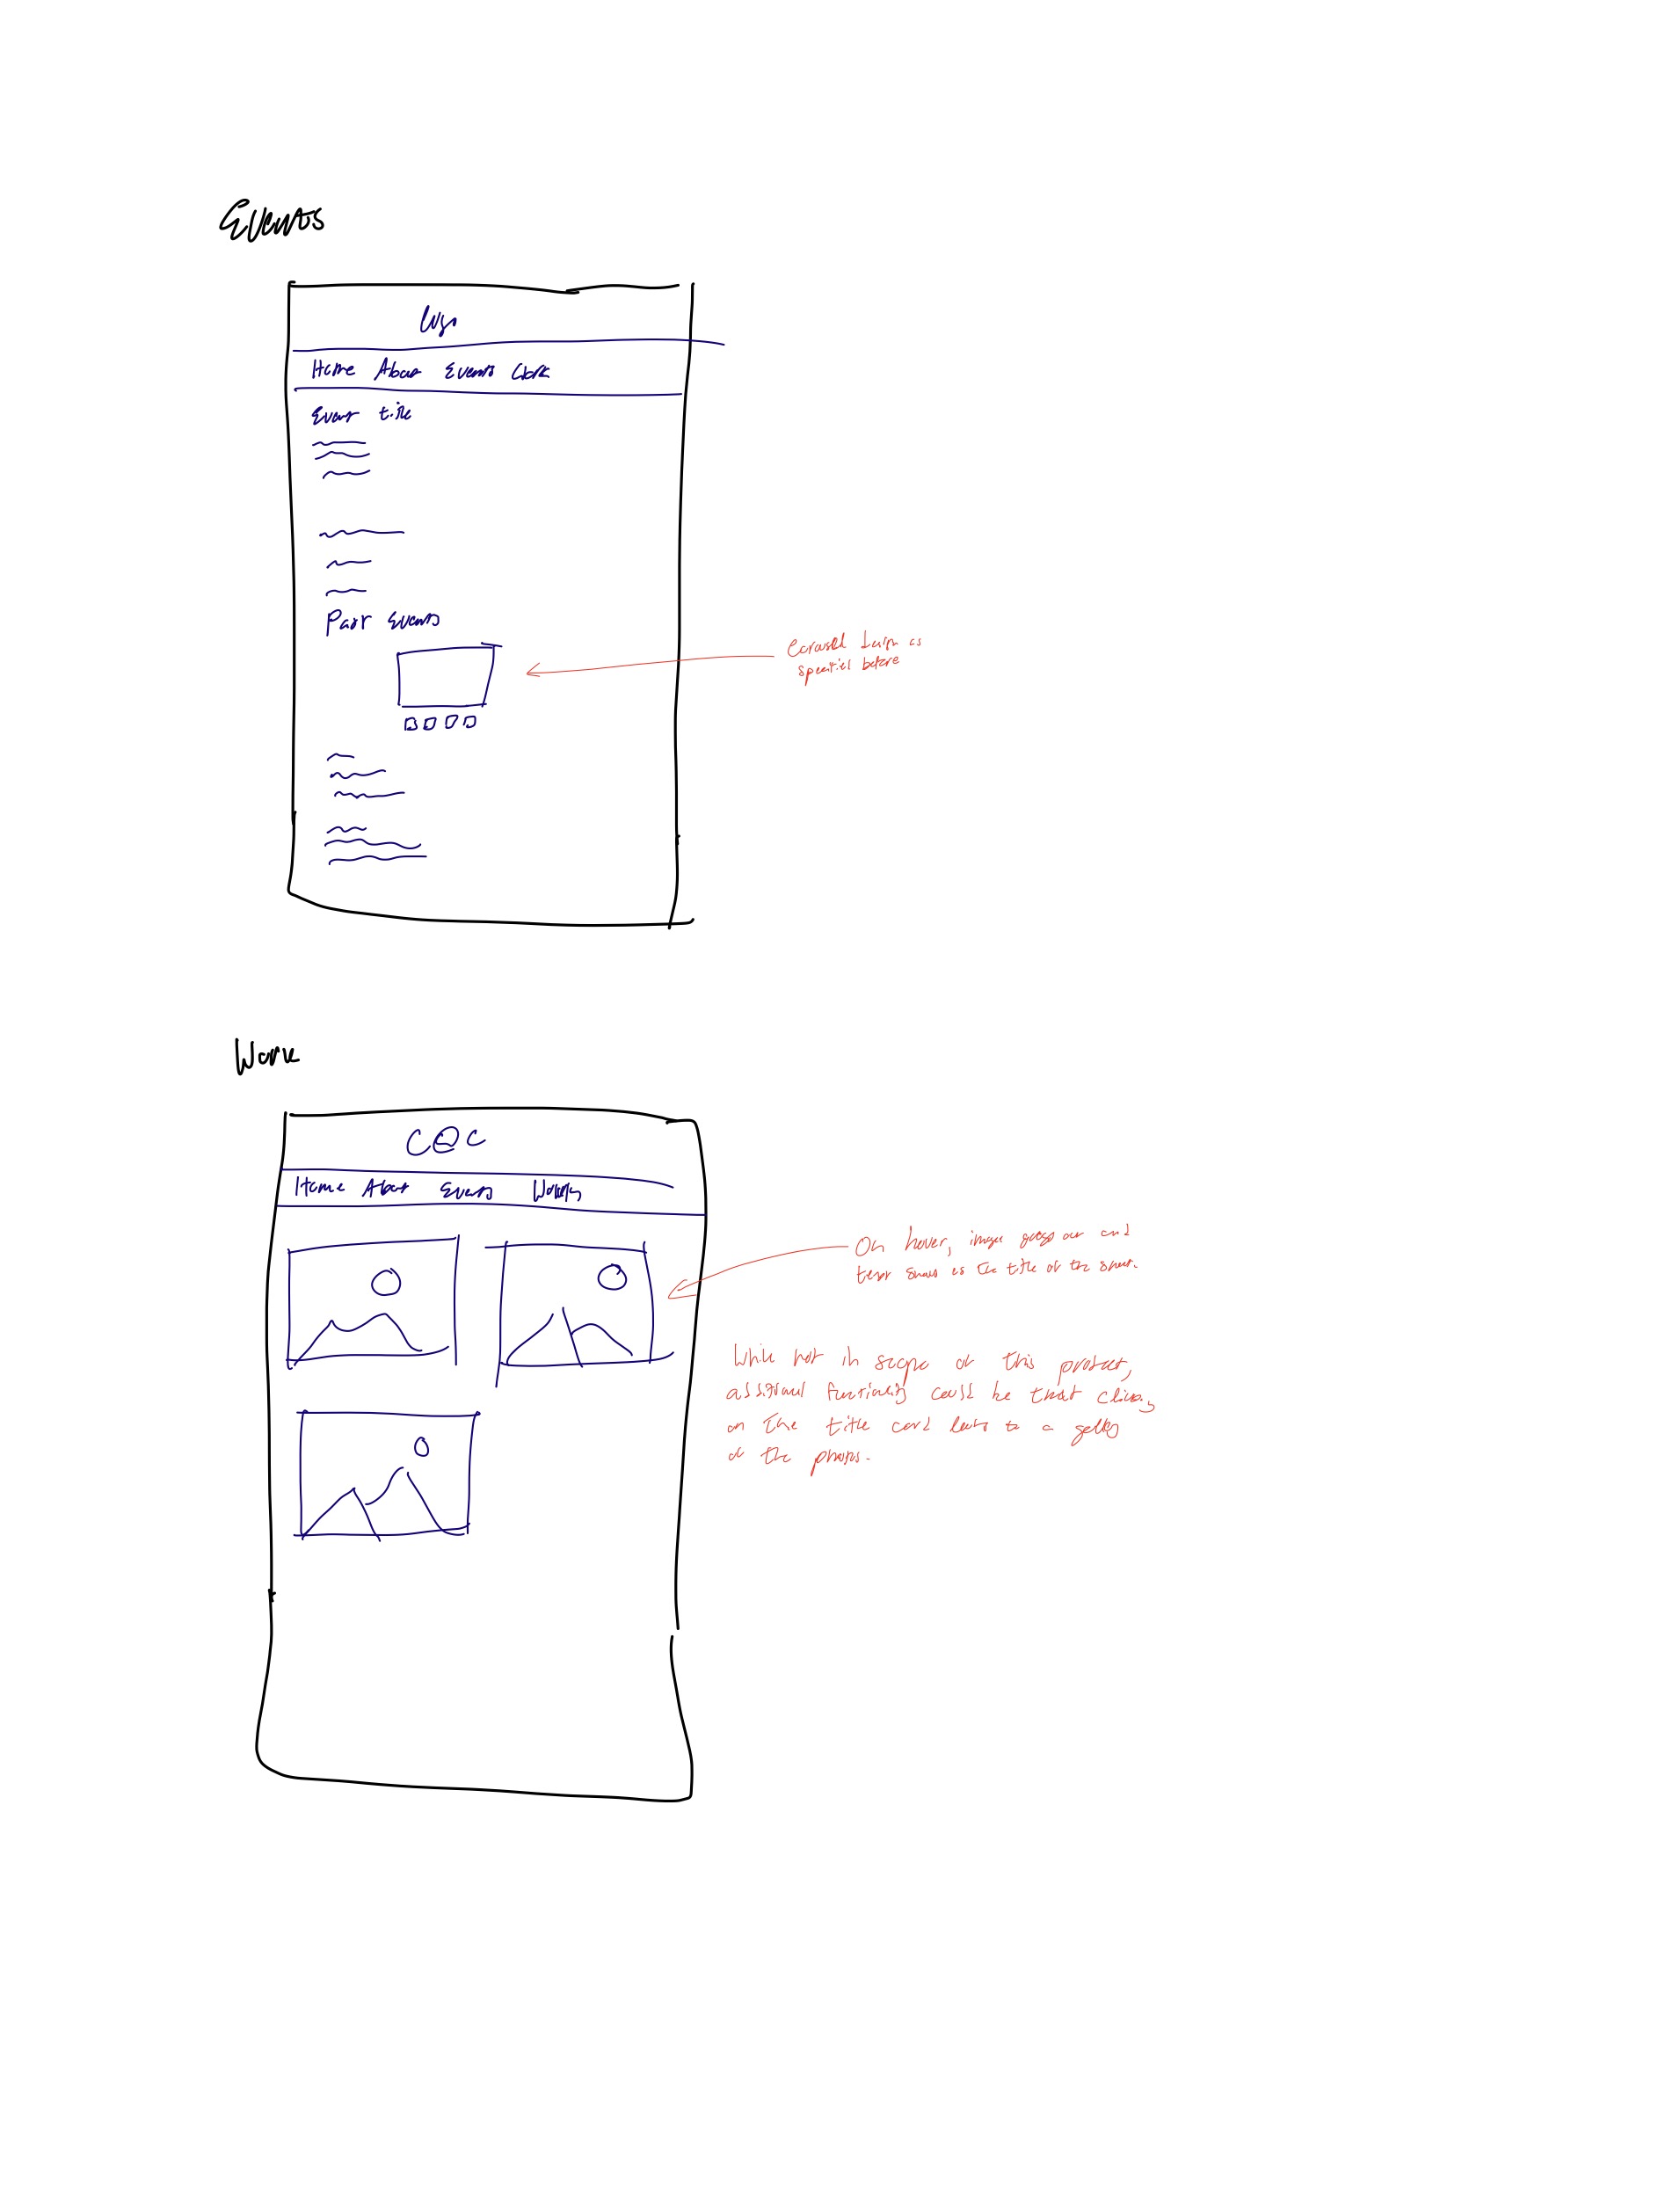 Events
Logo
Home About Events Work
Event title
Past Events
Carousel design as
specified before
Work
COC
Home About Events Work
On hover, image greys out and
text shows as the title of the shoot.
While not in scope of this project,
additional functionality could be that clicking
on the title card leads to a gallery
of the photos.